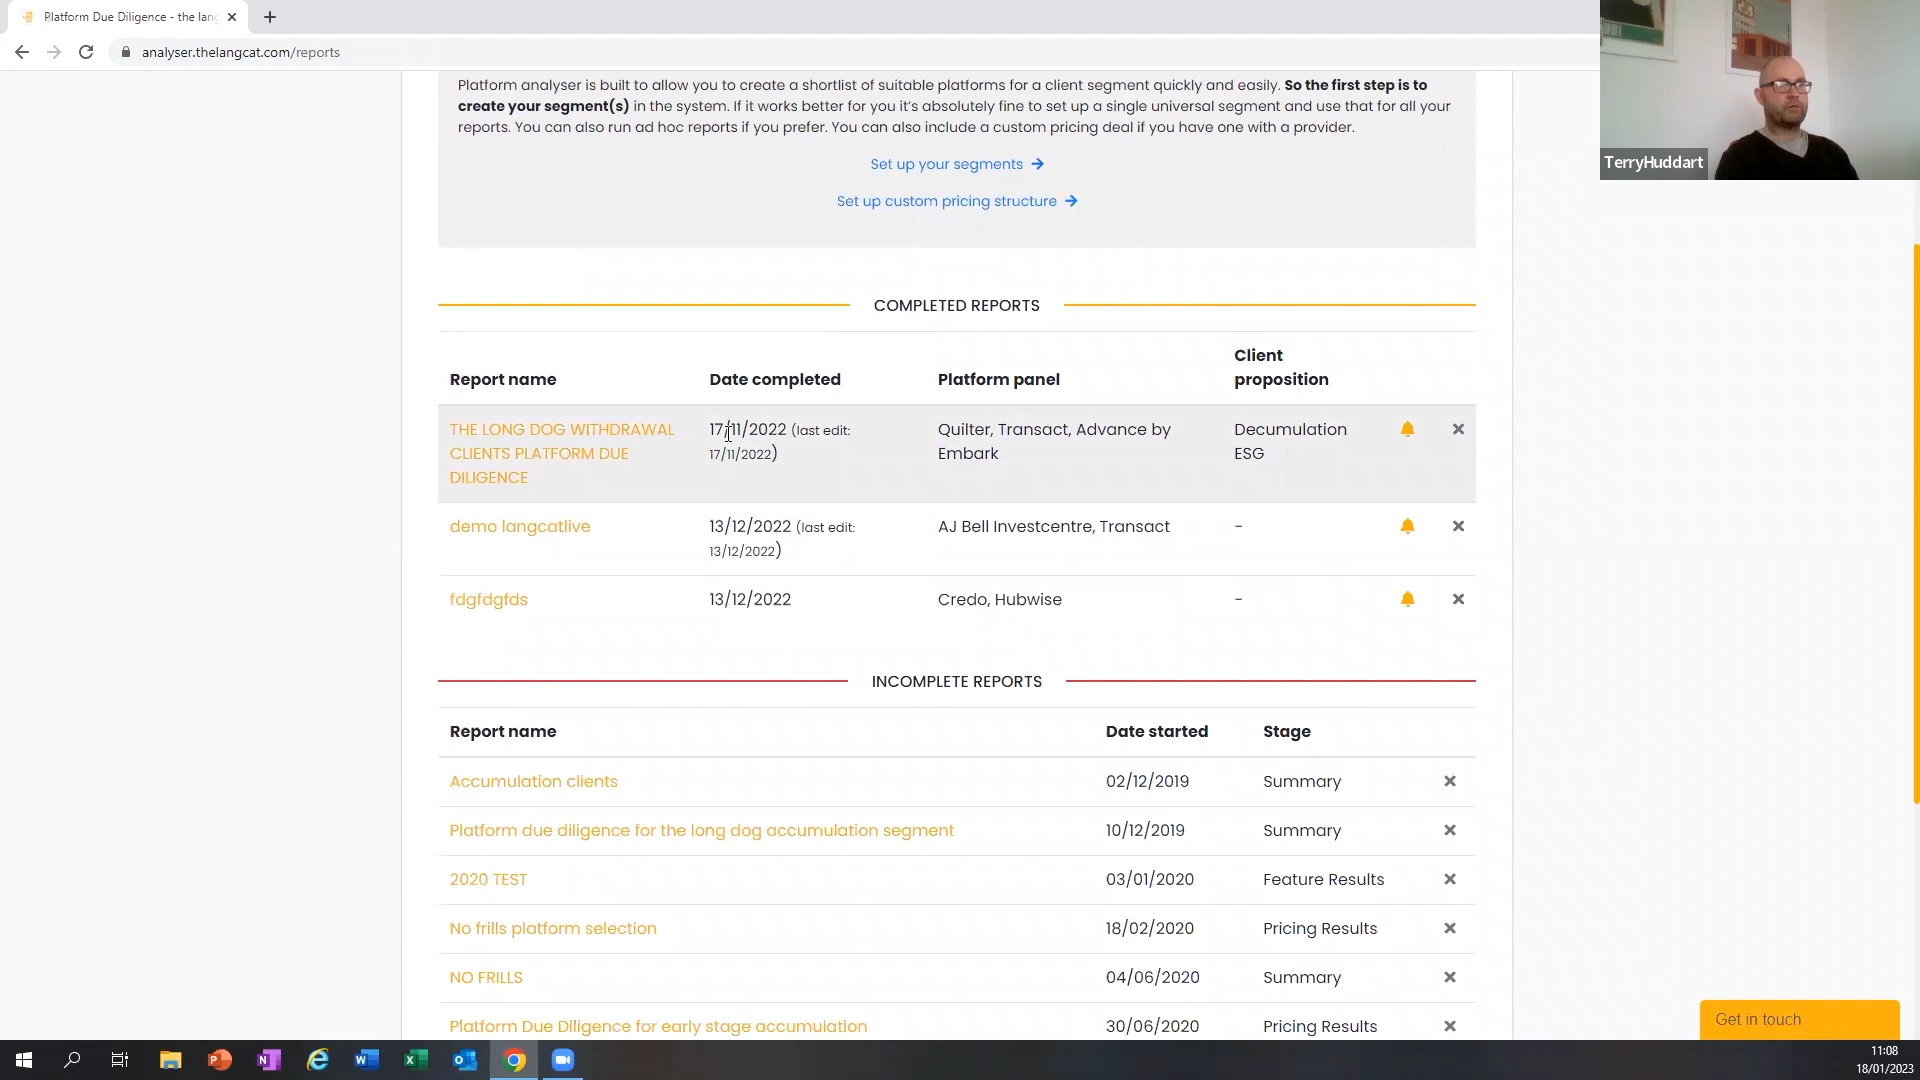 Platform Due Diligence - the lang
analyser.thelangcat.com/reports
Platform analyser is built to allow you to create a shortlist of suitable platforms for a client segment quickly and easily. So the first step is to
create your segment(s) in the system. If it works better for you it's absolutely fine to set up a single universal segment and use that for all your
reports. You can also run ad hoc reports if you prefer. You can also include a custom pricing deal if you have one with a provider.
Set up your segments →
Set up custom pricing structure →
TerryHuddart
COMPLETED REPORTS
Report name Date completed Platform panel Client proposition
THE LONG DOG WITHDRAWAL 17/11/2022 (last edit: Quilter, Transact, Advance by Decumulation
CLIENTS PLATFORM DUE 17/11/2022) Embark ESG
DILIGENCE
demo langcatlive 13/12/2022 (last edit: AJ Bell Investcentre, Transact -
13/12/2022)
fdgfdgfds 13/12/2022 Credo, Hubwise -
INCOMPLETE REPORTS
Report name Date started Stage
Accumulation clients 02/12/2019 Summary
Platform due diligence for the long dog accumulation segment 10/12/2019 Summary
2020 TEST 03/01/2020 Feature Results
No frills platform selection 18/02/2020 Pricing Results
NO FRILLS 04/06/2020 Summary
Platform Due Diligence for early stage accumulation 30/06/2020 Pricing Results
Get in touch
11:08
18/01/2023